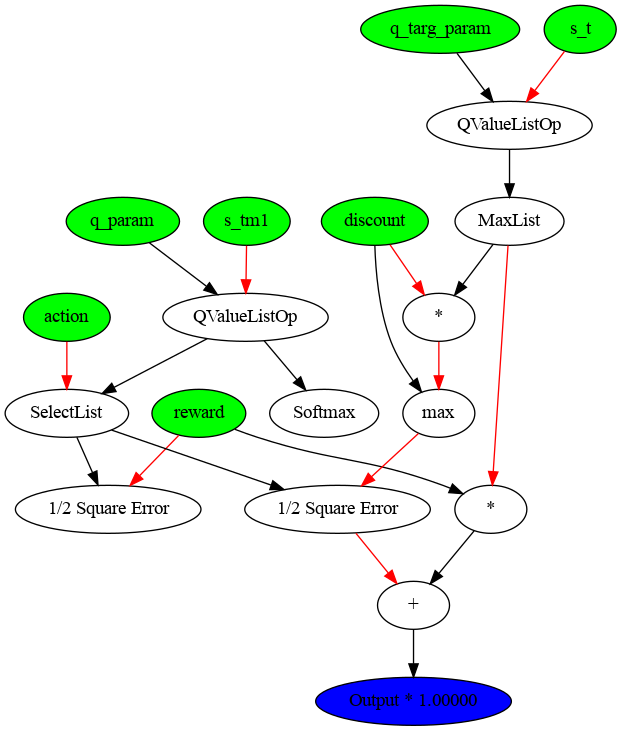 q_targ_param
s_t
QValueListOp
q_param
s_tm1
discount
MaxList
action
QValueListOp
*
SelectList
reward
Softmax
max
1/2 Square Error
1/2 Square Error
*
+
Output * 1.00000